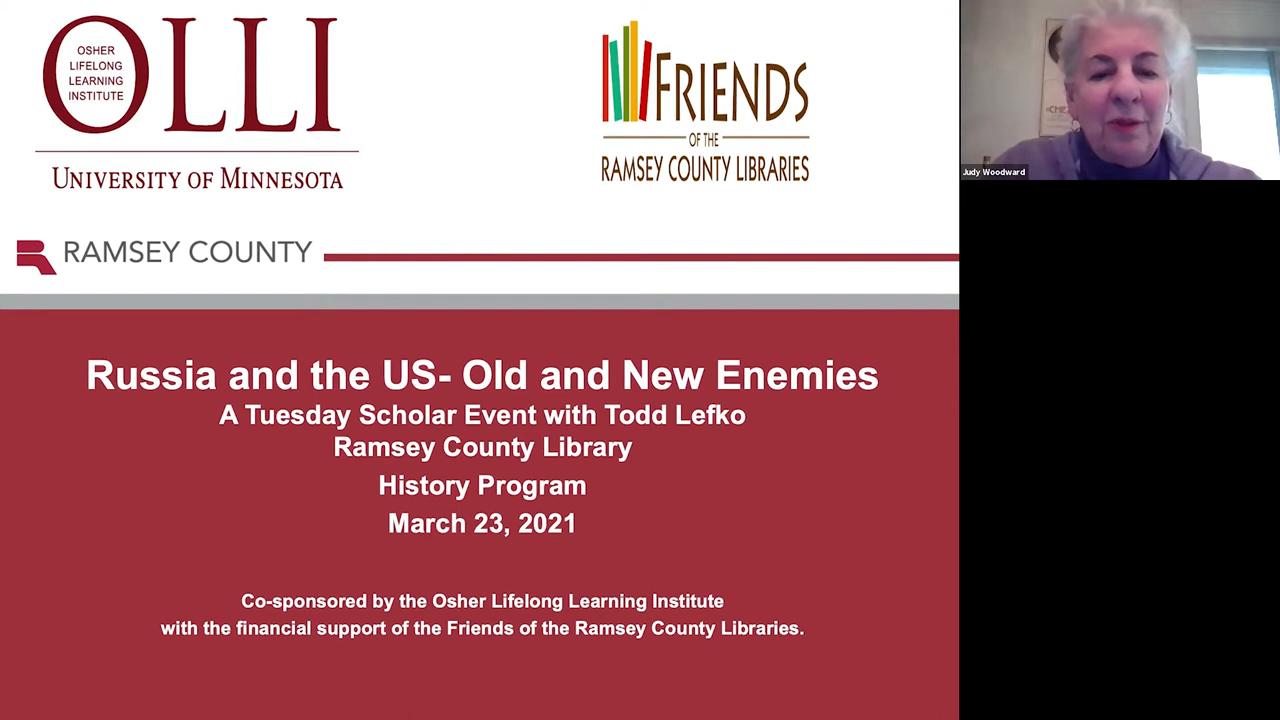 OLLI
OSHER
LIFELONG
LEARNING
INSTITUTE
UNIVERSITY OF MINNESOTA
FRIENDS
OF THE
RAMSEY COUNTY LIBRARIES
RAMSEY COUNTY
Russia and the US- Old and New Enemies
A Tuesday Scholar Event with Todd Lefko
Ramsey County Library
History Program
March 23, 2021
Co-sponsored by the Osher Lifelong Learning Institute
with the financial support of the Friends of the Ramsey County Libraries.
Judy Woodward